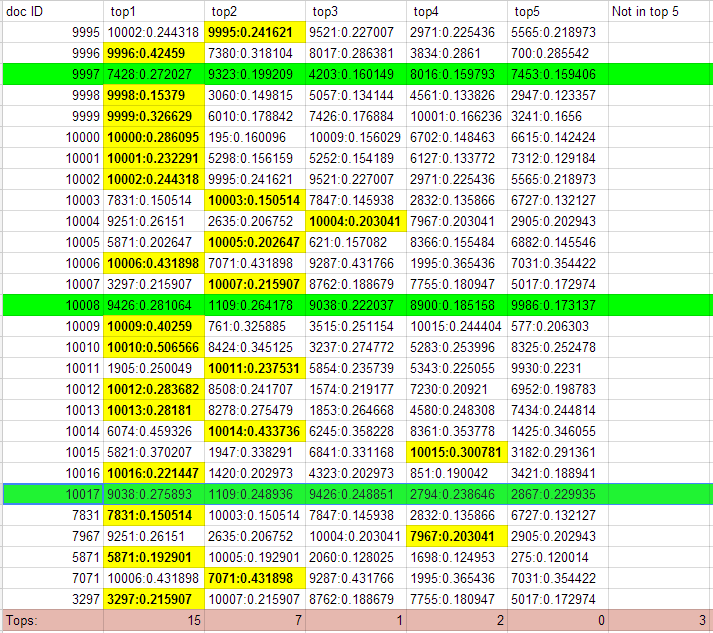 doc ID top1 top2 top3 top4 top5 Not in top 5
9995 10002:0.244318 9995:0.241621 9521:0.227007 2971:0.225436 5565:0.218973
9996 9996:0.42459 7380:0.318104 8017:0.286381 3834:0.2861 700:0.285542
9997 7428:0.272027 9323:0.199209 4203:0.160149 8016:0.159793 7453:0.159406
9998 9998:0.15379 3060:0.149815 5057:0.134144 4561:0.133826 2947:0.123357
9999 9999:0.326629 6010:0.178842 7426:0.176884 10001:0.166236 3241:0.1656
10000 10000:0.286095 195:0.160096 10009:0.156029 6702:0.148463 6615:0.142424
10001 10001:0.232291 5298:0.156159 5252:0.154189 6127:0.133772 7312:0.129184
10002 10002:0.244318 9995:0.241621 9521:0.227007 2971:0.225436 5565:0.218973
10003 7831:0.150514 10003:0.150514 7847:0.145938 2832:0.135866 6727:0.132127
10004 9251:0.26151 2635:0.206752 10004:0.203041 7967:0.203041 2905:0.202943
10005 5871:0.202647 10005:0.202647 621:0.157082 8366:0.155484 6882:0.145546
10006 10006:0.431898 7071:0.431898 9287:0.431766 1995:0.365436 7031:0.354422
10007 3297:0.215907 10007:0.215907 8762:0.188679 7755:0.180947 5017:0.172974
10008 9426:0.281064 1109:0.264178 9038:0.222037 8900:0.185158 9986:0.173137
10009 10009:0.40259 761:0.325885 3515:0.251154 10015:0.244404 577:0.206303
10010 10010:0.506566 8424:0.345125 3237:0.274772 5283:0.253996 8325:0.252478
10011 1905:0.250049 10011:0.237531 5854:0.235739 5343:0.225055 9930:0.2231
10012 10012:0.283682 8508:0.241707 1574:0.219177 7230:0.20921 6952:0.198783
10013 10013:0.28181 8278:0.275479 1853:0.264668 4580:0.248308 7434:0.244814
10014 6074:0.459326 10014:0.433736 6245:0.358228 8361:0.353778 1425:0.346055
10015 5821:0.370207 1947:0.338291 6841:0.331168 10015:0.300781 3182:0.291361
10016 10016:0.221447 1420:0.202973 4323:0.202973 851:0.190042 3421:0.188941
10017 9038:0.275893 1109:0.248936 9426:0.248851 2794:0.238646 2867:0.229935
7831 7831:0.150514 10003:0.150514 7847:0.145938 2832:0.135866 6727:0.132127
7967 9251:0.26151 2635:0.206752 10004:0.203041 7967:0.203041 2905:0.202943
5871 5871:0.192901 10005:0.192901 2060:0.128025 1698:0.124953 275:0.120014
7071 10006:0.431898 7071:0.431898 9287:0.431766 1995:0.365436 7031:0.354422
3297 3297:0.215907 10007:0.215907 8762:0.188679 7755:0.180947 5017:0.172974
Tops: 15 7 1 2 0 3